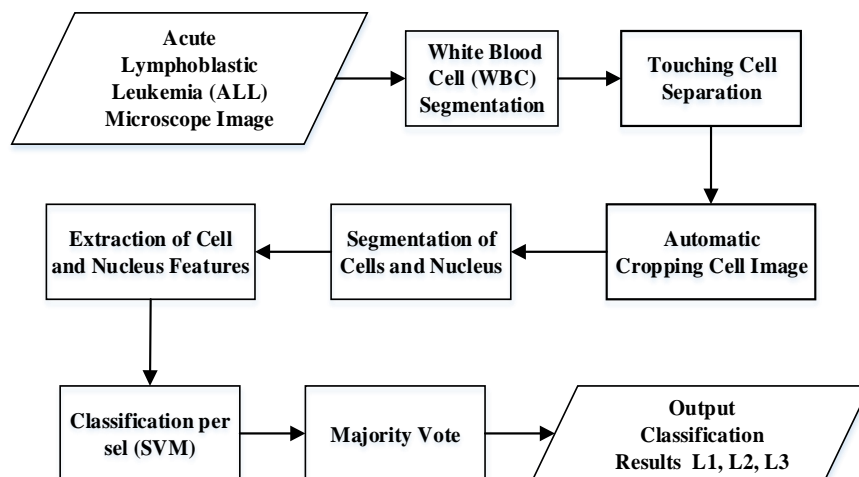 Acute
Lymphoblastic
Leukemia (ALL)
Microscope Image
White Blood
Cell (WBC)
Segmentation
Touching Cell
Separation
Automatic
Cropping Cell Image
Segmentation of
Cells and Nucleus
Extraction of Cell
and Nucleus Features
Classification per
sel (SVM)
Majority Vote
Output
Classification
Results L1, L2, L3